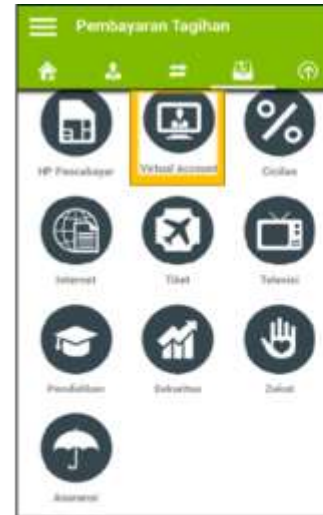 Pembayaran Tagihan
HP Pascabayar
Virtual Account
Cicilan
Internet
Tiket
Televisi
Pendidikan
Sekuritas
Zakat
Asuransi